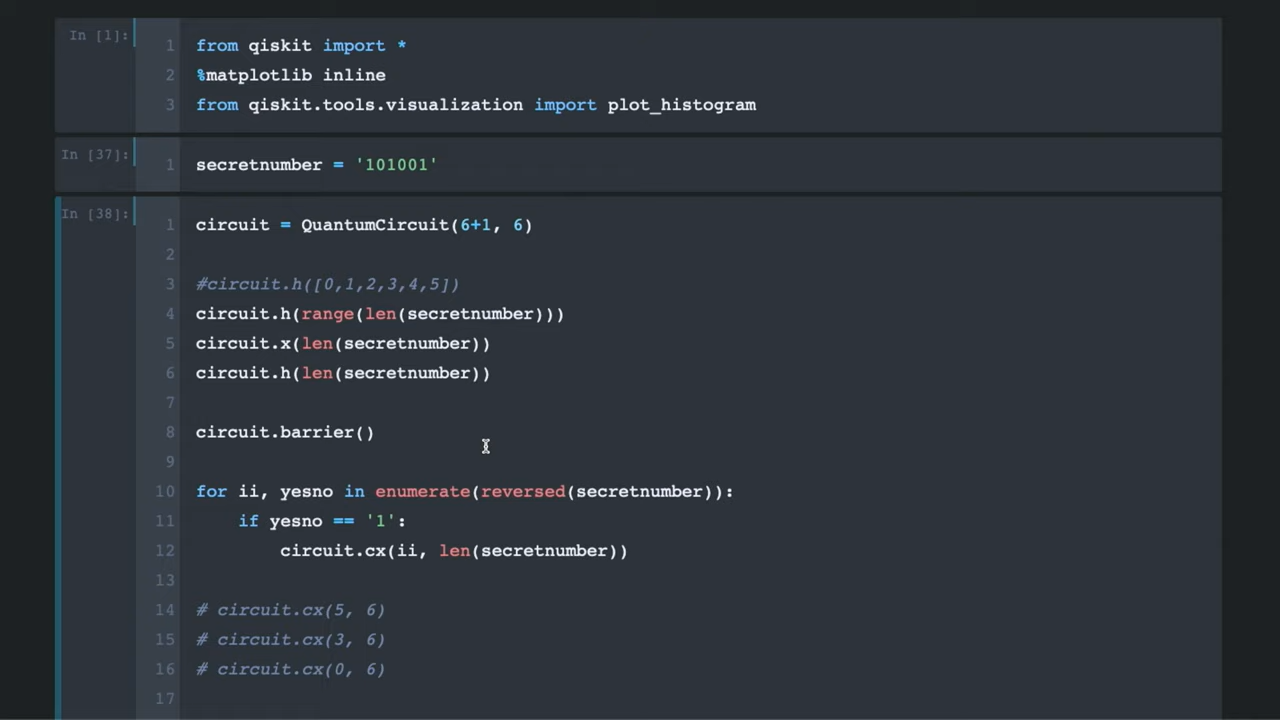 In [1]:
1 from qiskit import *
2 %matplotlib inline
3 from qiskit.tools.visualization import plot_histogram
In [37]:
1 secretnumber = '101001'
In [38]:
1 circuit = QuantumCircuit(6+1, 6)
2
3 #circuit.h([0,1,2,3,4,5])
4 circuit.h(range(len(secretnumber)))
5 circuit.x(len(secretnumber))
6 circuit.h(len(secretnumber))
7
8 circuit.barrier()
9
10 for ii, yesno in enumerate(reversed(secretnumber)):
11     if yesno == '1':
12         circuit.cx(ii, len(secretnumber))
13
14 # circuit.cx(5, 6)
15 # circuit.cx(3, 6)
16 # circuit.cx(0, 6)
17